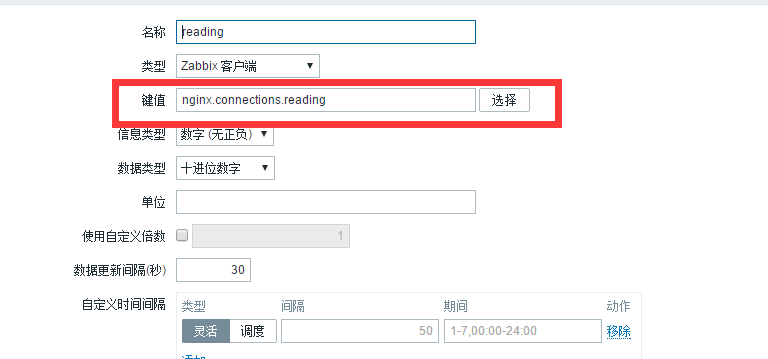 名称 reading
类型 Zabbix 客户端
键值 nginx.connections.reading 选择
信息类型 数字 (无正负)
数据类型 十进位数字
单位
使用自定义倍数 1
数据更新间隔(秒) 30
自定义时间间隔 类型 间隔 期间 动作
灵活 调度 50 1-7,00:00-24:00 移除
添加